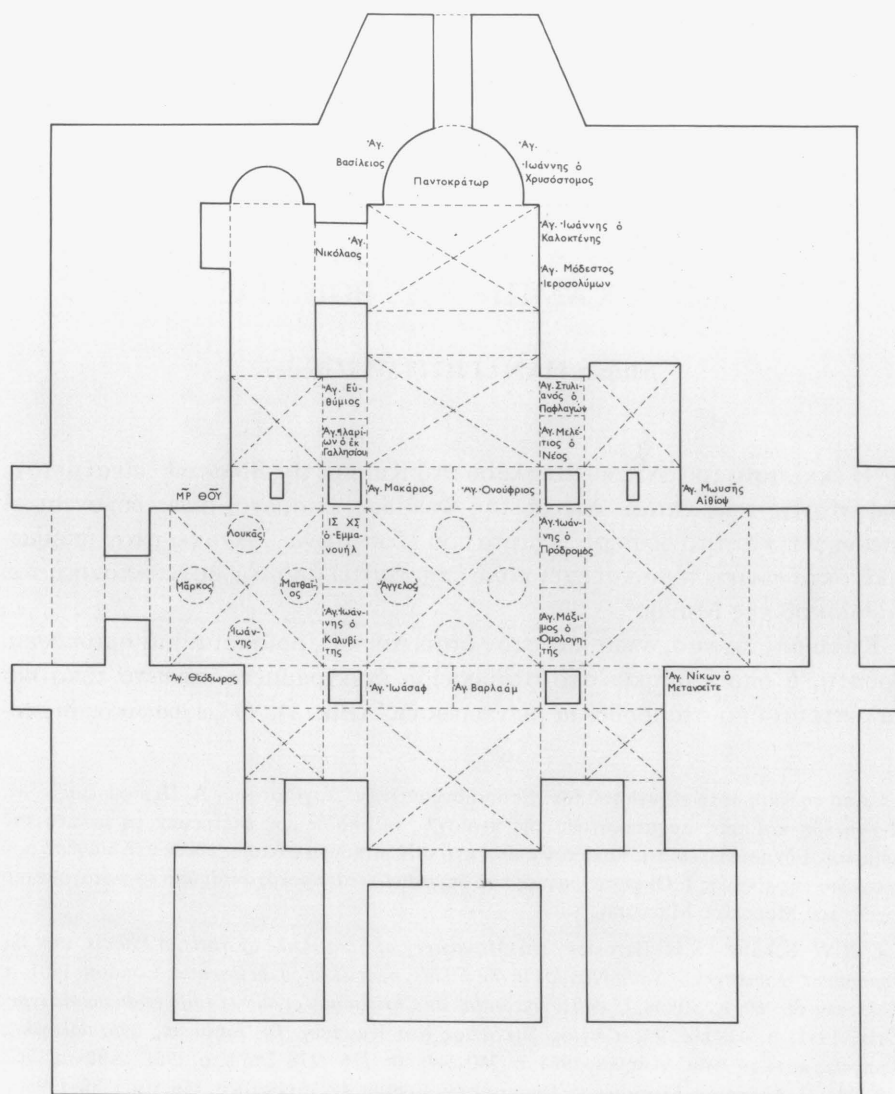 Ἁγ.
Βασίλειος
Παντοκράτωρ
Ἁγ.
Ἰωάννης ὁ
Χρυσόστομος
Ἁγ.
Νικόλαος
Ἁγ. Ἰωάννης ὁ
Καλοκτένης
Ἁγ. Μόδεστος
Ἱεροσολύμων
Ἁγ. Εὐ-
θύμιος
Ἁγ. Ἱλαρί-
ων ὁ ἐκ
Γαλλησίου
Ἁγ. Στυλι-
ανός ὁ
Παφλαγών
Ἁγ. Μελέ-
τιος ὁ
Νέος
ΜΡ ΘΟΥ
Ἁγ. Μακάριος
Ἁγ. Ὀνούφριος
Ἁγ. Μωυσῆς
Αἰθίοψ
Λουκᾶς
ΙΣ ΧΣ
ὁ Ἐμμα-
νουήλ
Ἁγ. Ἰωάν-
νης ὁ
Πρόδρομος
Μᾶρκος
Ματθαῖ-
ος
Ἄγγελος
Ἰωάν-
νης
Ἁγ. Ἰωάν-
νης ὁ
Καλυβί-
της
Ἁγ. Μάξι-
μος ὁ
Ὁμολογη-
τής
Ἁγ. Θεόδωρος
Ἁγ. Ἰωάσαφ
Ἁγ. Βαρλαάμ
Ἁγ. Νίκων ὁ
Μετανοεῖτε